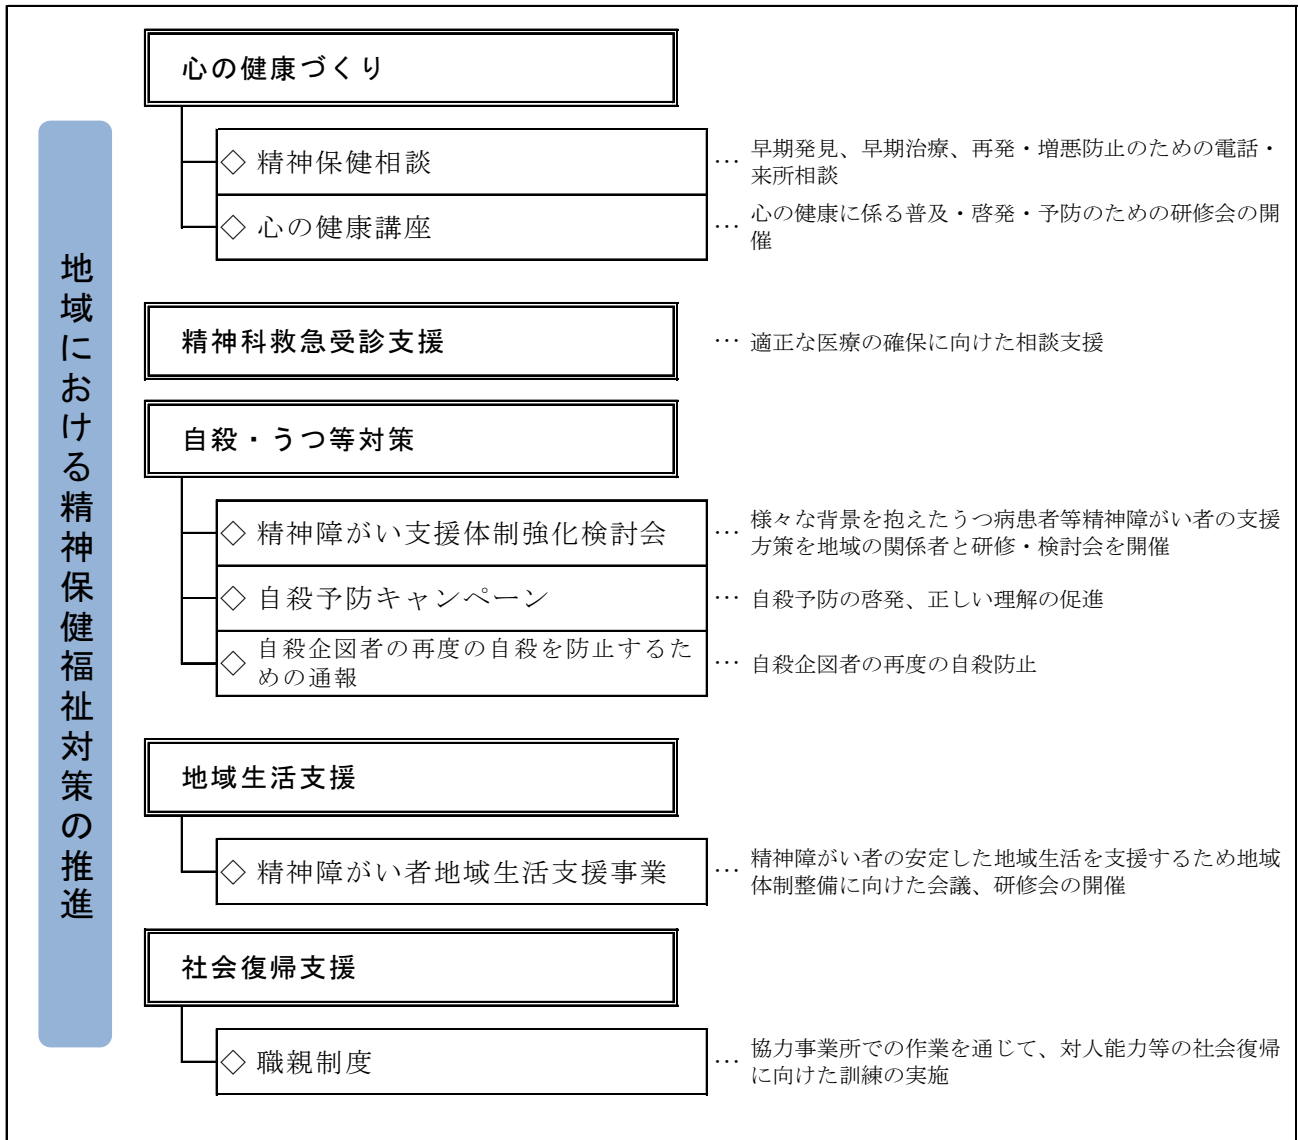 地域における精神保健福祉対策の推進
心の健康づくり
◇ 精神保健相談
… 早期発見、早期治療、再発・増悪防止のための電話・
来所相談
◇ 心の健康講座
… 心の健康に係る普及・啓発・予防のための研修会の開
催
精神科救急受診支援
… 適正な医療の確保に向けた相談支援
自殺・うつ等対策
◇ 精神障がい支援体制強化検討会
… 様々な背景を抱えたうつ病患者等精神障がい者の支援
方策を地域の関係者と研修・検討会を開催
◇ 自殺予防キャンペーン
… 自殺予防の啓発、正しい理解の促進
◇ 自殺企図者の再度の自殺を防止するた
めの通報
… 自殺企図者の再度の自殺防止
地域生活支援
◇ 精神障がい者地域生活支援事業
… 精神障がい者の安定した地域生活を支援するため地域
体制整備に向けた会議、研修会の開催
社会復帰支援
◇ 職親制度
… 協力事業所での作業を通じて、対人能力等の社会復帰
に向けた訓練の実施